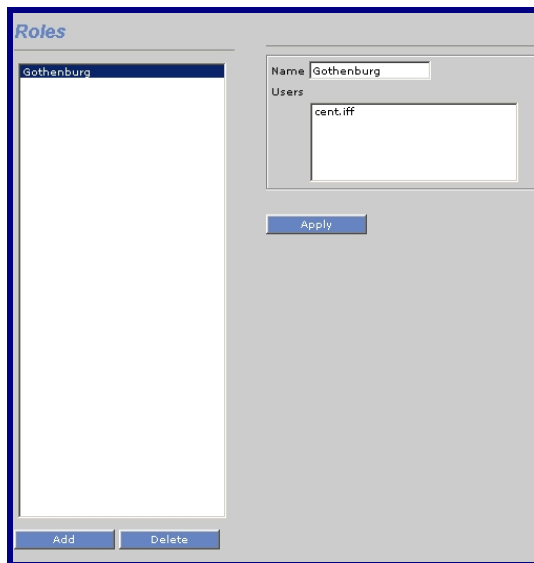 Roles
Gothenburg
Name Gothenburg
Users
cent.iff
Apply
Add Delete